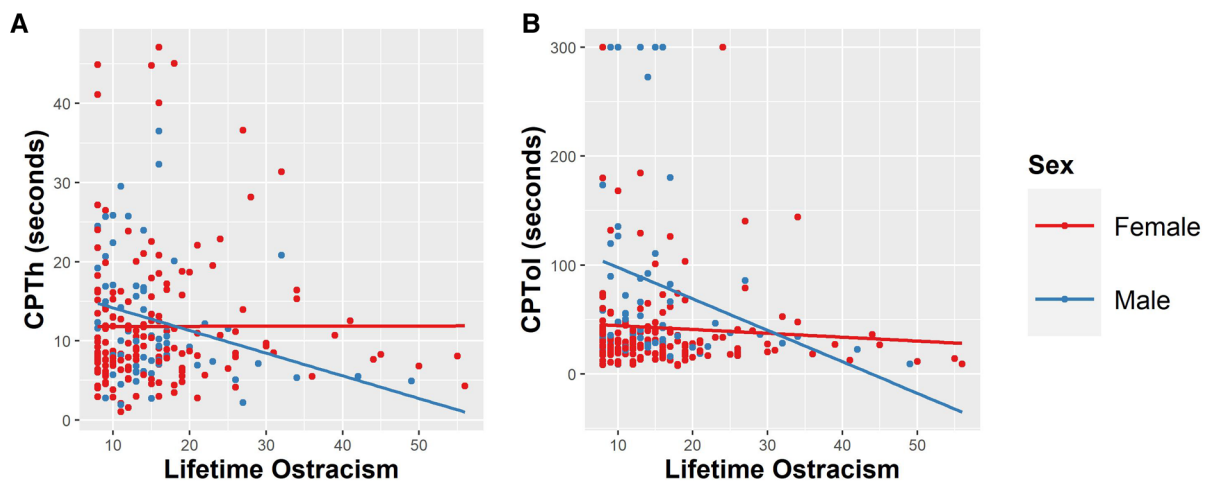 A
CPTh (seconds)
40
30
20
10
0
10 20 30 40 50
Lifetime Ostracism
B
CPTol (seconds)
300
200
100
0
10 20 30 40 50
Lifetime Ostracism
Sex
Female
Male